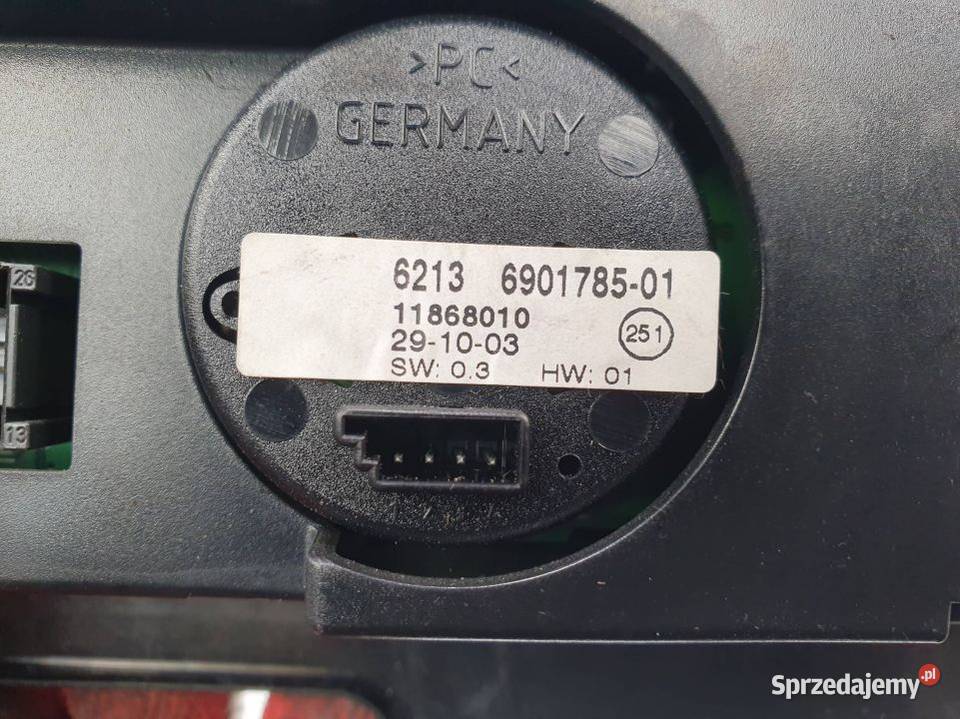 >PC<
GERMANY
26
6213 6901785-01
11868010
29-10-03
251
SW: 0.3 HW: 01
13
Sprzedajemy.pl